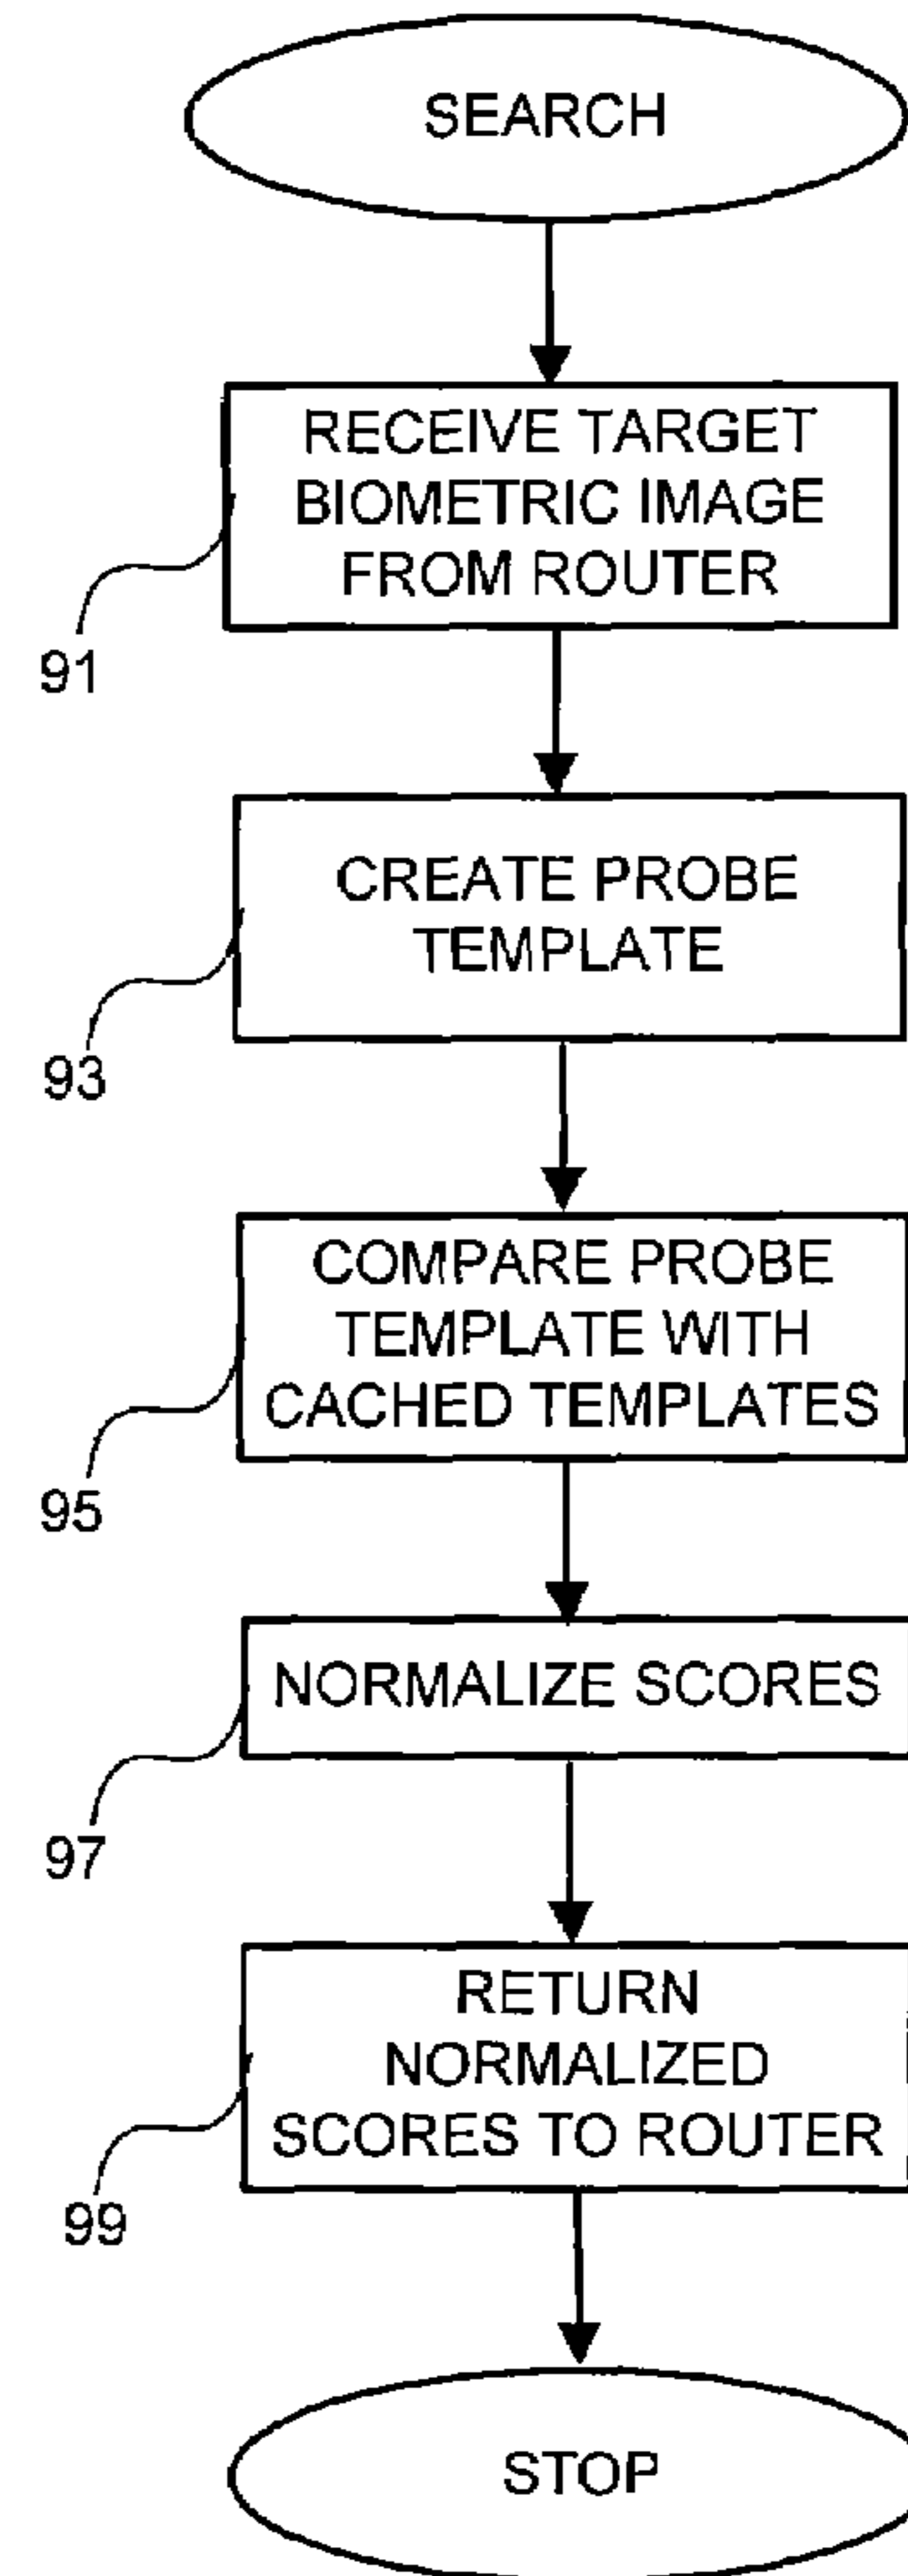 SEARCH
RECEIVE TARGET
BIOMETRIC IMAGE
FROM ROUTER
91
CREATE PROBE
TEMPLATE
93
COMPARE PROBE
TEMPLATE WITH
CACHED TEMPLATES
95
NORMALIZE SCORES
97
RETURN
NORMALIZED
SCORES TO ROUTER
99
STOP